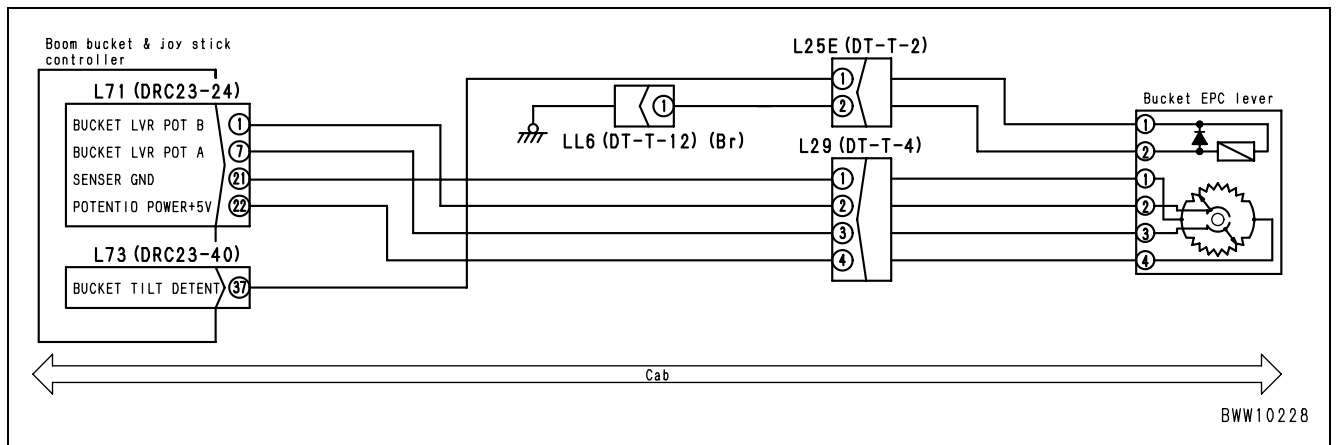 Boom bucket & joy stick
controller
L71 (DRC23-24)
BUCKET LVR POT B 1
BUCKET LVR POT A 7
SENSER GND 21
POTENTIO POWER+5V 22
L73 (DRC23-40)
BUCKET TILT DETENT 37
1
LL6 (DT-T-12) (Br)
L25E (DT-T-2)
1
2
L29 (DT-T-4)
1
2
3
4
Bucket EPC lever
1
2
1
2
3
4
Cab
BWW10228